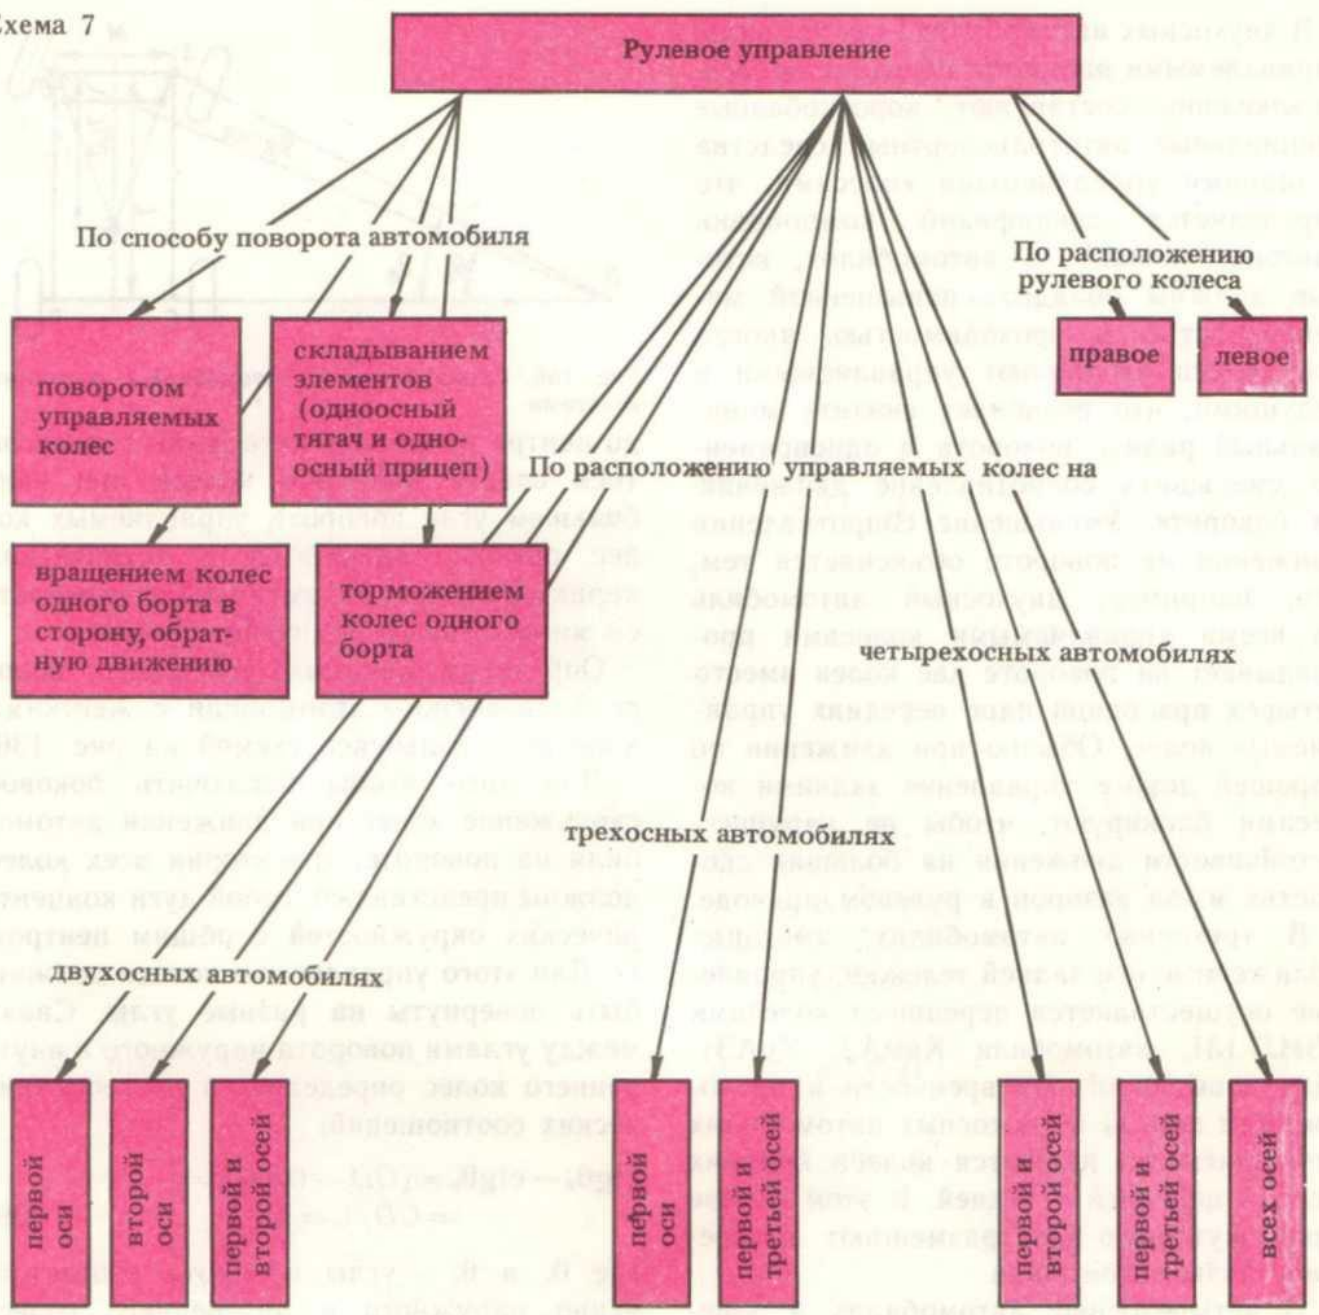 Схема 7
Рулевое управление
По способу поворота автомобиля
По расположению
рулевого колеса
поворотом
управляемых
колес
складыванием
элементов
(одноосный
тягач и одно-
осный прицеп)
правое
левое
По расположению управляемых колес на
вращением колес
одного борта в
сторону, обрат-
ную движению
торможением
колес одного
борта
четырехосных автомобилях
трехосных автомобилях
двухосных автомобилях
первой
оси
второй
оси
первой и
второй осей
первой
оси
первой и
третьей осей
первой и
второй осей
первой и
третьей осей
всех осей